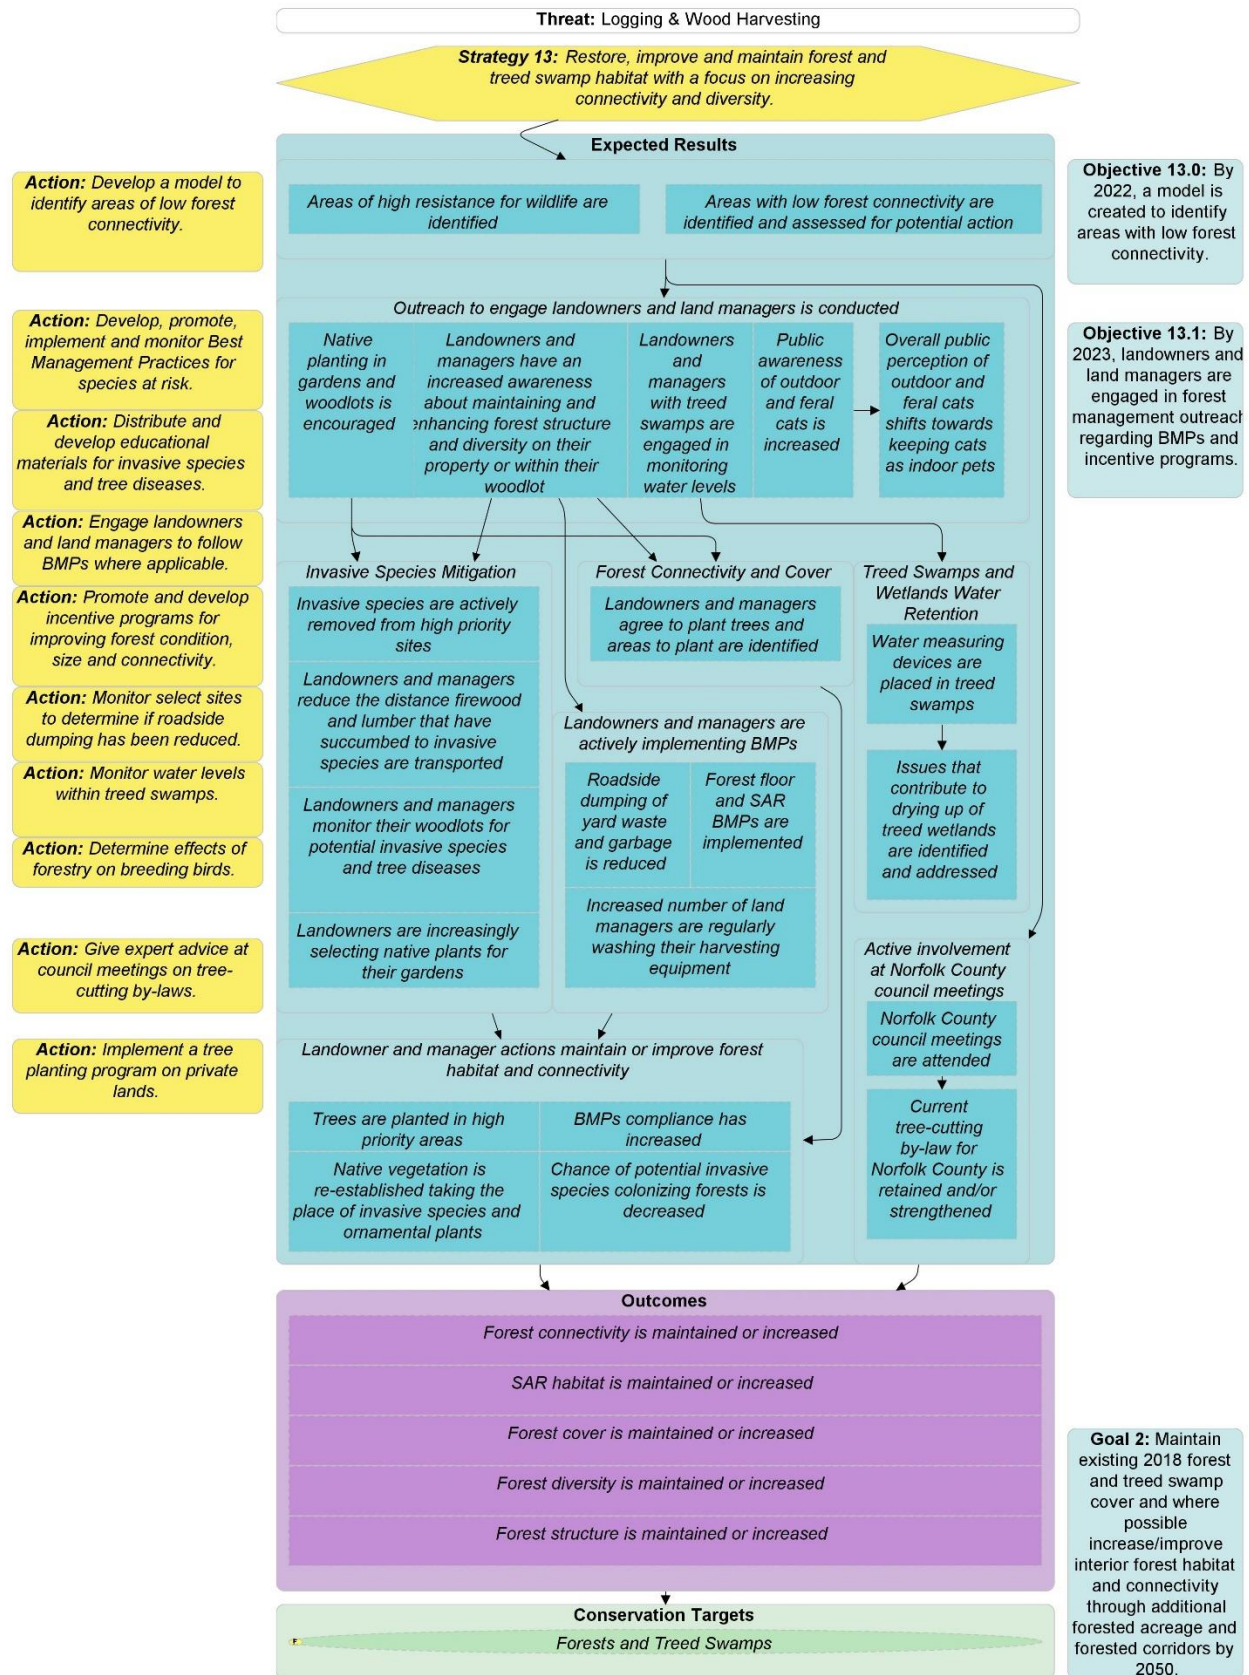 Threat: Logging & Wood Harvesting
Strategy 13: Restore, improve and maintain forest and
treed swamp habitat with a focus on increasing
connectivity and diversity.
Expected Results
Action: Develop a model to
identify areas of low forest
connectivity.
Areas of high resistance for wildlife are
identified
Areas with low forest connectivity are
identified and assessed for potential action
Objective 13.0: By
2022, a model is
created to identify
areas with low forest
connectivity.
Action: Develop, promote,
implement and monitor Best
Management Practices for
species at risk.
Action: Distribute and
develop educational
materials for invasive species
and tree diseases.
Action: Engage landowners
and land managers to follow
BMPs where applicable.
Action: Promote and develop
incentive programs for
improving forest condition,
size and connectivity.
Action: Monitor select sites
to determine if roadside
dumping has been reduced.
Action: Monitor water levels
within treed swamps.
Action: Determine effects of
forestry on breeding birds.
Action: Give expert advice at
council meetings on tree-
cutting by-laws.
Action: Implement a tree
planting program on private
lands.
Outreach to engage landowners and land managers is conducted
Native
planting in
gardens and
woodlots is
encouraged
Landowners and
managers have an
increased awareness
about maintaining and
enhancing forest structure
and diversity on their
property or within their
woodlot
Landowners
and
managers
with treed
swamps are
engaged in
monitoring
water levels
Public
awareness
of outdoor
and feral
cats is
increased
Overall public
perception of
outdoor and
feral cats
shifts towards
keeping cats
as indoor pets
Objective 13.1: By
2023, landowners and
land managers are
engaged in forest
management outreach
regarding BMPs and
incentive programs.
Invasive Species Mitigation
Invasive species are actively
removed from high priority
sites
Landowners and managers
reduce the distance firewood
and lumber that have
succumbed to invasive
species are transported
Landowners and managers
monitor their woodlots for
potential invasive species
and tree diseases
Landowners are increasingly
selecting native plants for
their gardens
Forest Connectivity and Cover
Landowners and managers
agree to plant trees and
areas to plant are identified
Landowners and managers are
actively implementing BMPs
Roadside
dumping of
yard waste
and garbage
is reduced
Forest floor
and SAR
BMPs are
implemented
Increased number of land
managers are regularly
washing their harvesting
equipment
Treed Swamps and
Wetlands Water
Retention
Water measuring
devices are
placed in treed
swamps
Issues that
contribute to
drying up of
treed wetlands
are identified
and addressed
Active involvement
at Norfolk County
council meetings
Norfolk County
council meetings
are attended
Current
tree-cutting
by-law for
Norfolk County is
retained and/or
strengthened
Landowner and manager actions maintain or improve forest
habitat and connectivity
Trees are planted in high
priority areas
BMPs compliance has
increased
Native vegetation is
re-established taking the
place of invasive species and
ornamental plants
Chance of potential invasive
species colonizing forests is
decreased
Outcomes
Forest connectivity is maintained or increased
SAR habitat is maintained or increased
Forest cover is maintained or increased
Forest diversity is maintained or increased
Forest structure is maintained or increased
Goal 2: Maintain
existing 2018 forest
and treed swamp
cover and where
possible
increase/improve
interior forest habitat
and connectivity
through additional
forested acreage and
forested corridors by
2050.
Conservation Targets
F
Forests and Treed Swamps